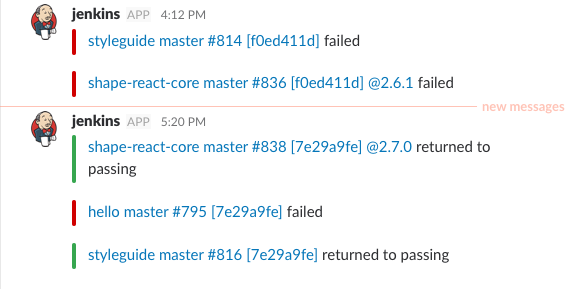 jenkins APP 4:12 PM
styleguide master #814 [f0ed411d] failed
shape-react-core master #836 [f0ed411d] @2.6.1 failed
new messages
jenkins APP 5:20 PM
shape-react-core master #838 [7e29a9fe] @2.7.0 returned to
passing
hello master #795 [7e29a9fe] failed
styleguide master #816 [7e29a9fe] returned to passing